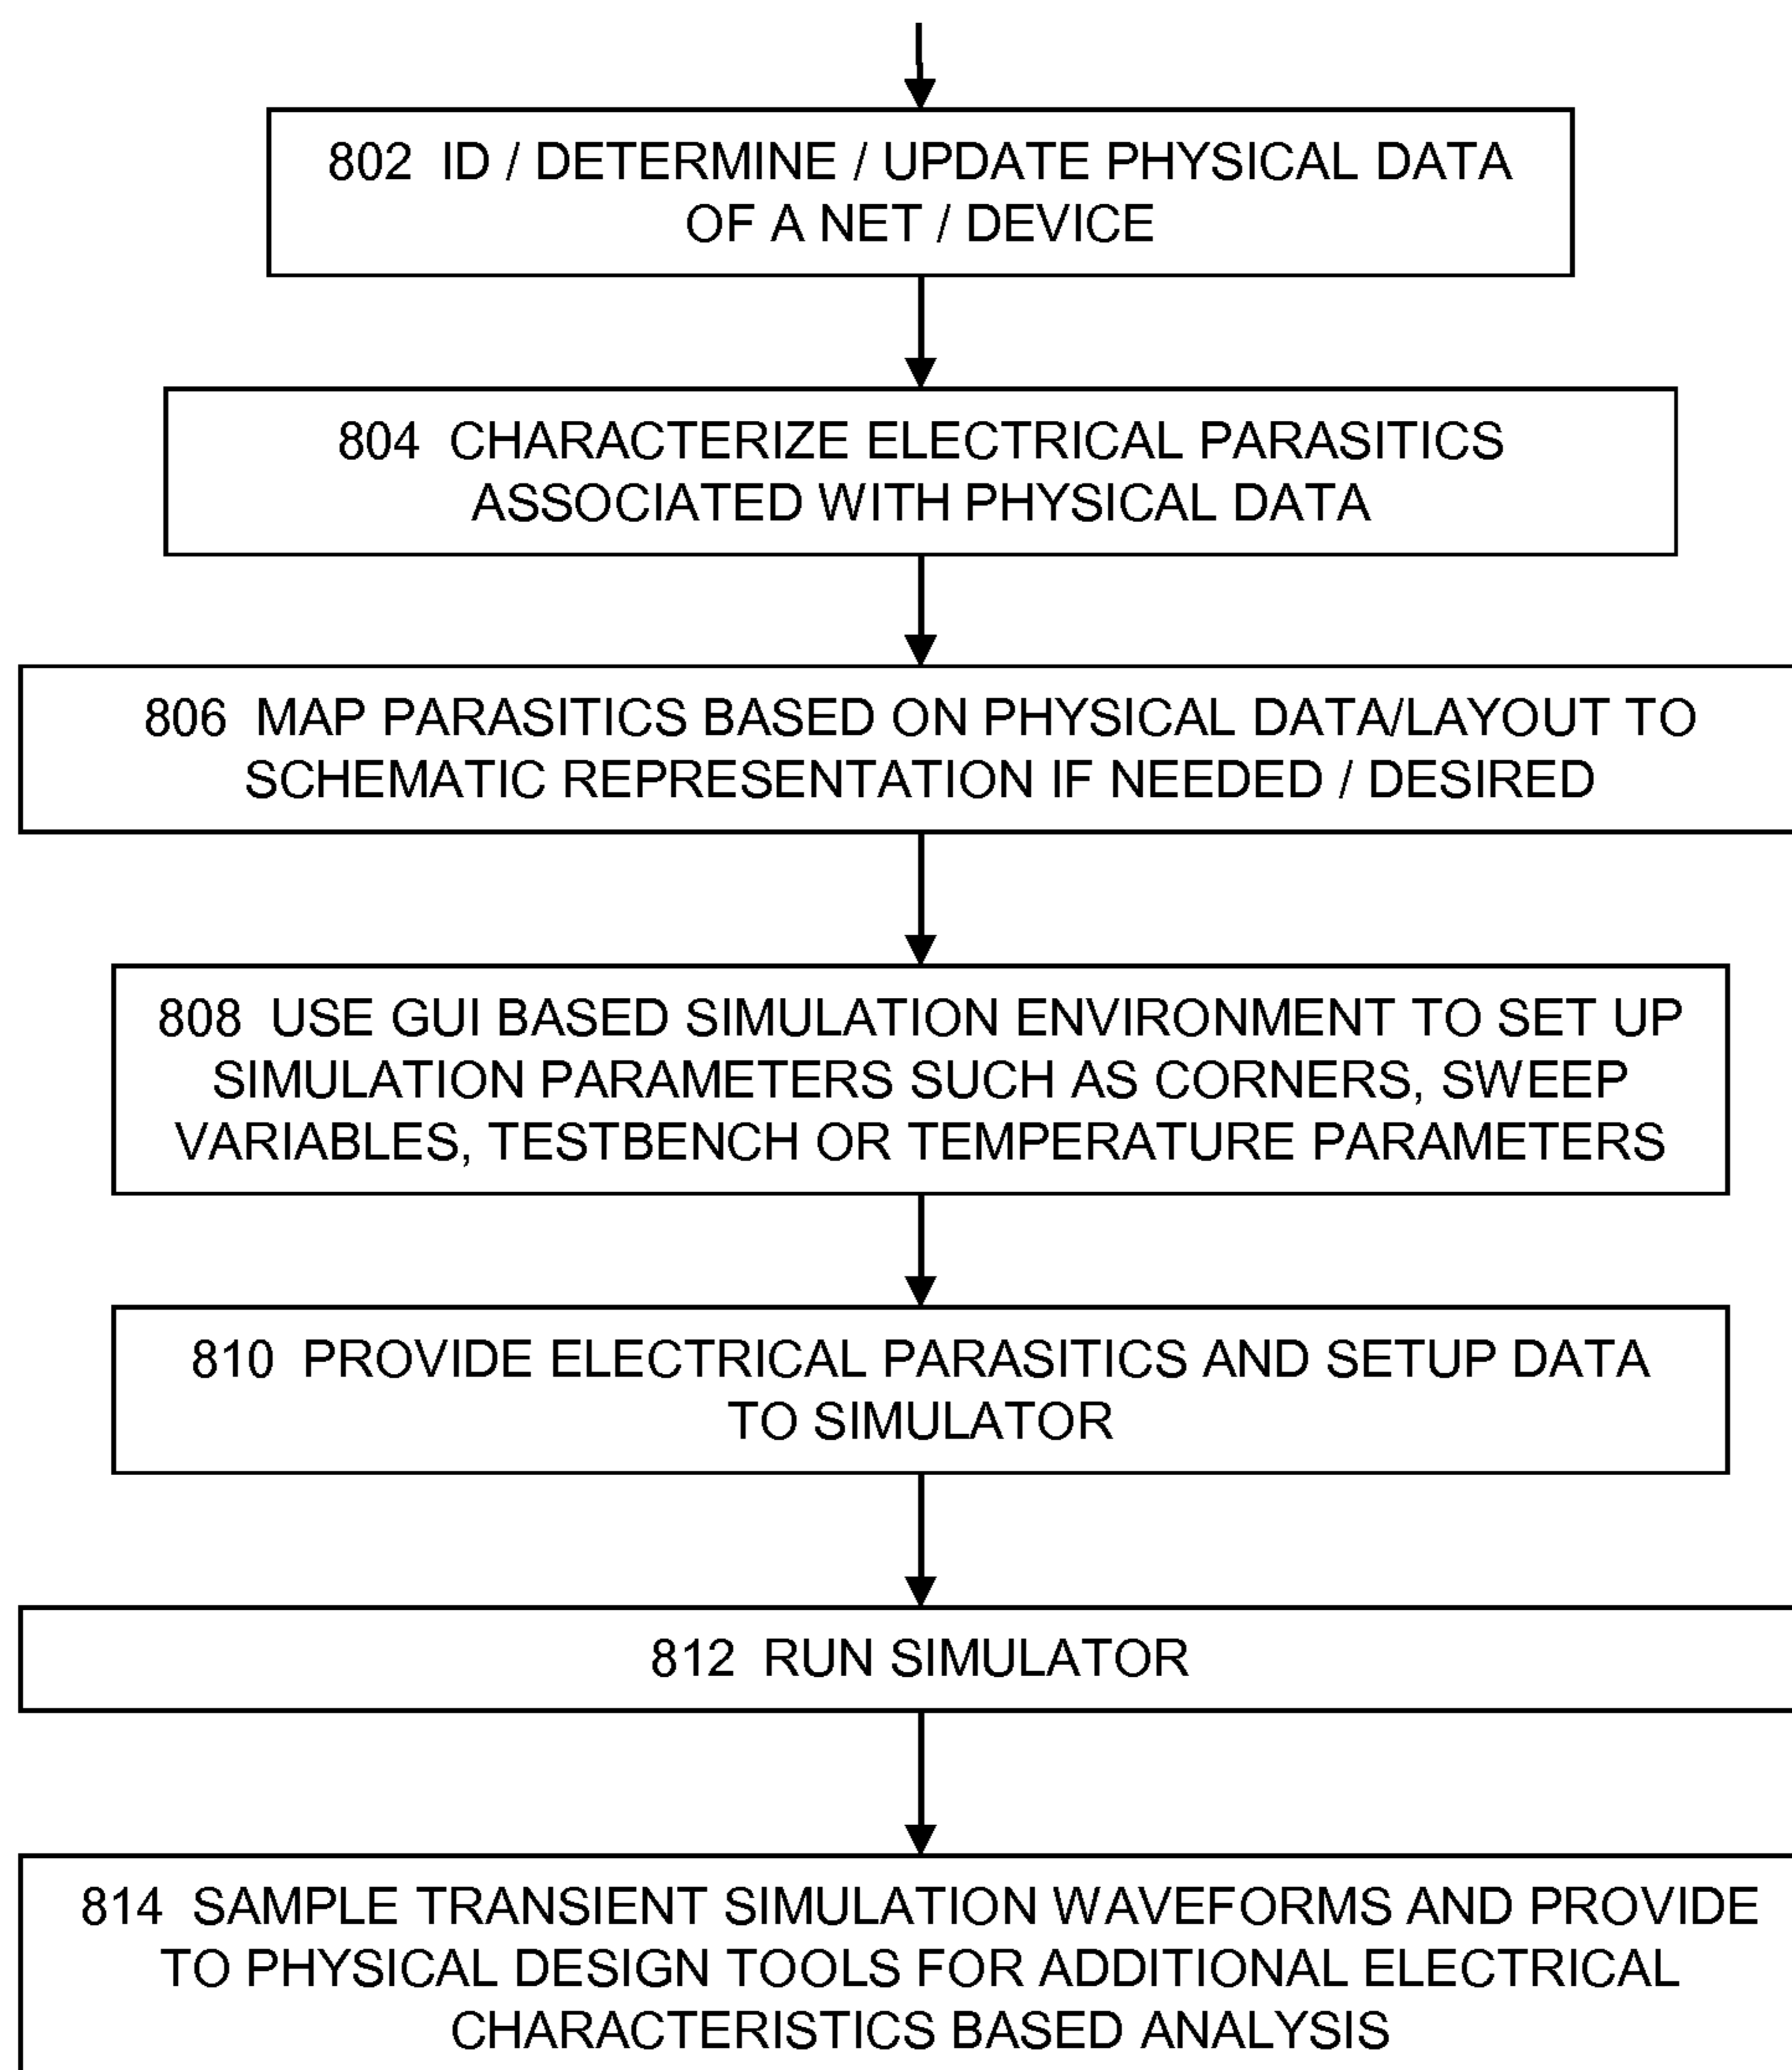 802 ID / DETERMINE / UPDATE PHYSICAL DATA
OF A NET / DEVICE
804 CHARACTERIZE ELECTRICAL PARASITICS
ASSOCIATED WITH PHYSICAL DATA
806 MAP PARASITICS BASED ON PHYSICAL DATA/LAYOUT TO
SCHEMATIC REPRESENTATION IF NEEDED / DESIRED
808 USE GUI BASED SIMULATION ENVIRONMENT TO SET UP
SIMULATION PARAMETERS SUCH AS CORNERS, SWEEP
VARIABLES, TESTBENCH OR TEMPERATURE PARAMETERS
810 PROVIDE ELECTRICAL PARASITICS AND SETUP DATA
TO SIMULATOR
812 RUN SIMULATOR
814 SAMPLE TRANSIENT SIMULATION WAVEFORMS AND PROVIDE
TO PHYSICAL DESIGN TOOLS FOR ADDITIONAL ELECTRICAL
CHARACTERISTICS BASED ANALYSIS